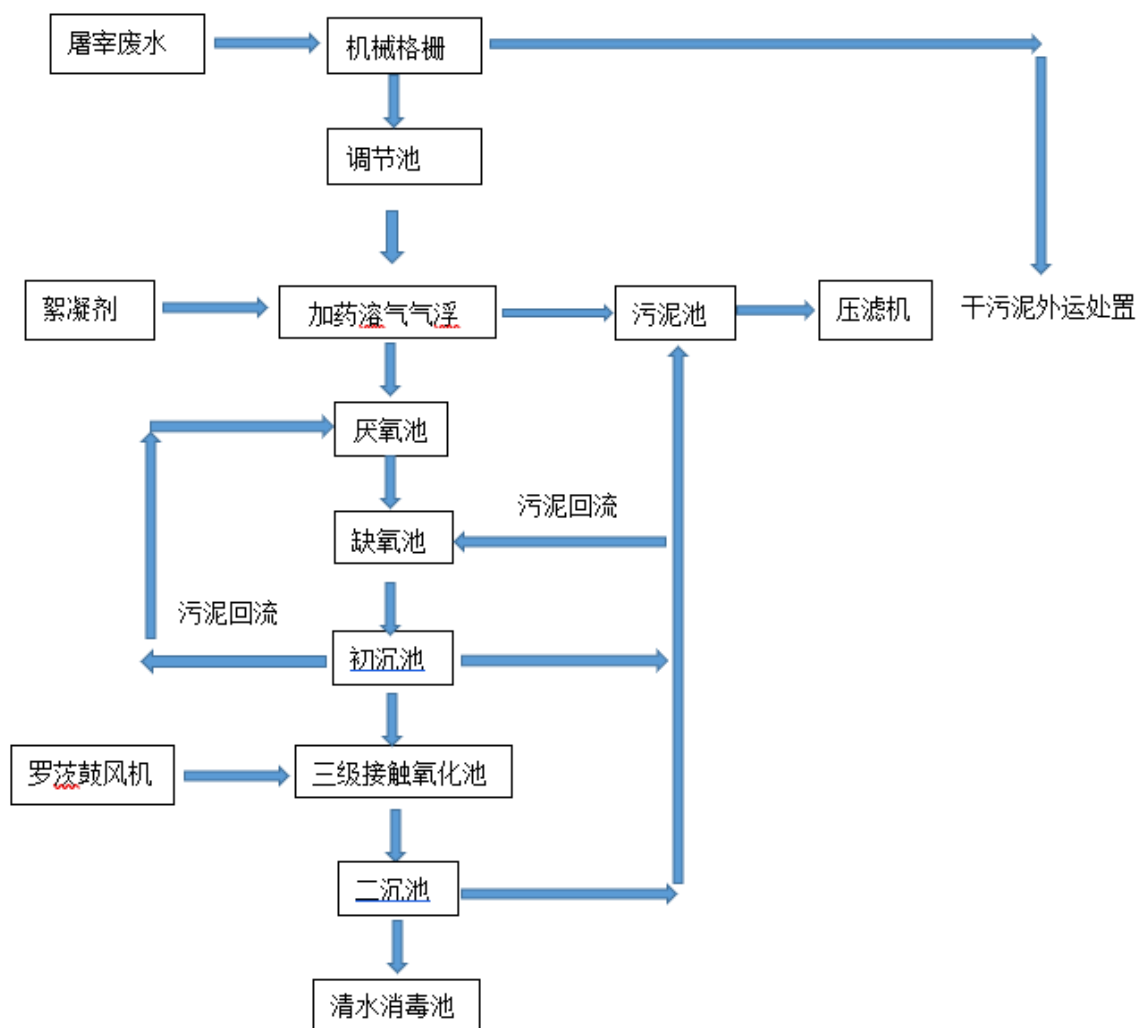 屠宰废水
机械格栅
调节池
絮凝剂
加药溶气气浮
污泥池
压滤机
干污泥外运处置
厌氧池
污泥回流
缺氧池
污泥回流
初沉池
罗茨鼓风机
三级接触氧化池
二沉池
清水消毒池